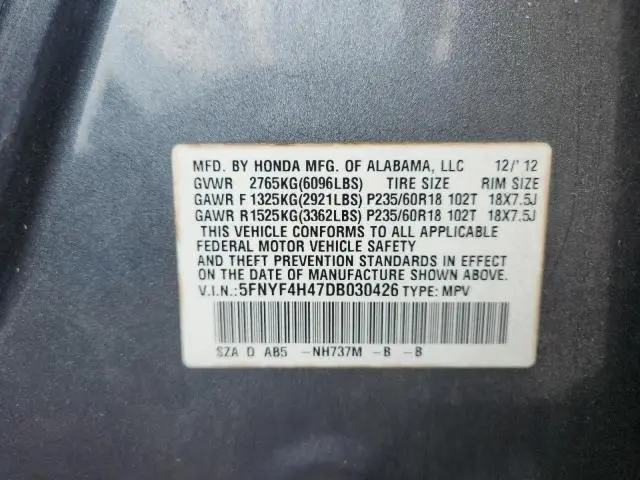 MFD. BY HONDA MFG. OF ALABAMA, LLC 12/'12
GVWR 2765KG(6096LBS) TIRE SIZE RIM SIZE
GAWR F 1325KG(2921LBS) P235/60R18 102T 18X7.5J
GAWR R1525KG(3362LBS) P235/60R18 102T 18X7.5J
THIS VEHICLE CONFORMS TO ALL APPLICABLE
FEDERAL MOTOR VEHICLE SAFETY
AND THEFT PREVENTION STANDARDS IN EFFECT
ON THE DATE OF MANUFACTURE SHOWN ABOVE.
V.I.N.:5FNYF4H47DB030426 TYPE: MPV
SZA D AB5 -NH737M -B -B